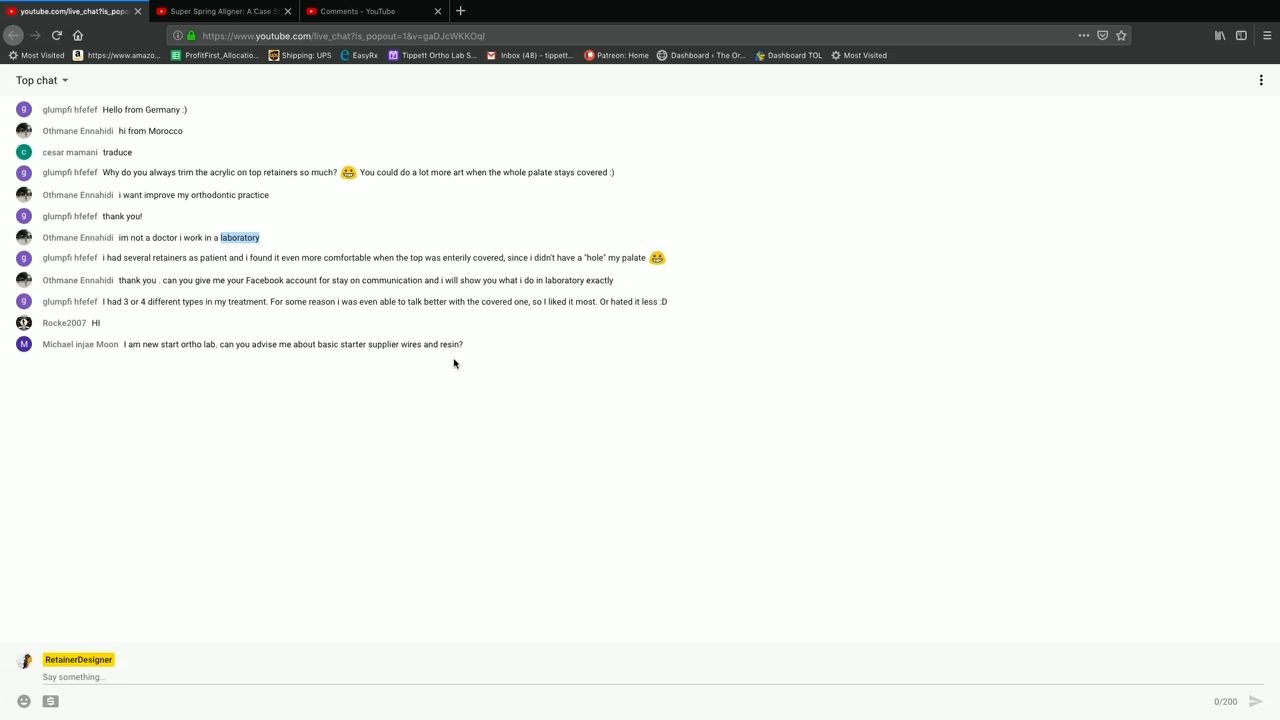 youtube.com/live_chat?is_popo
Super Spring Aligner: A Case S
Comments - YouTube
https://www.youtube.com/live_chat?is_popout=1&v=gaDJcWKKOqI
Most Visited
https://www.amazo...
ProfitFirst_Allocatio...
Shipping: UPS
EasyRx
Tippett Ortho Lab S...
Inbox (48) - tippett...
Patreon: Home
Dashboard ‹ The Or...
Dashboard TOL
Most Visited
Top chat
g glumpfi hfefef Hello from Germany :)
Othmane Ennahidi hi from Morocco
c cesar mamani traduce
g glumpfi hfefef Why do you always trim the acrylic on top retainers so much? 😀 You could do a lot more art when the whole palate stays covered :)
Othmane Ennahidi i want improve my orthodontic practice
g glumpfi hfefef thank you!
Othmane Ennahidi im not a doctor i work in a laboratory
g glumpfi hfefef i had several retainers as patient and i found it even more comfortable when the top was enterily covered, since i didn't have a "hole" my palate 😀
Othmane Ennahidi thank you . can you give me your Facebook account for stay on communication and i will show you what i do in laboratory exactly
g glumpfi hfefef I had 3 or 4 different types in my treatment. For some reason i was even able to talk better with the covered one, so I liked it most. Or hated it less :D
Rocke2007 HI
M Michael injae Moon I am new start ortho lab. can you advise me about basic starter supplier wires and resin?
RetainerDesigner
Say something...
0/200